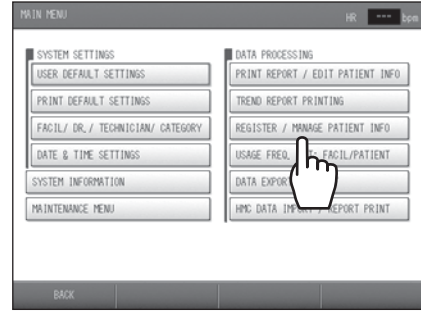 MAIN MENU
HR --- bpm
SYSTEM SETTINGS
USER DEFAULT SETTINGS
PRINT DEFAULT SETTINGS
FACIL/ DR./ TECHNICIAN/ CATEGORY
DATE & TIME SETTINGS
SYSTEM INFORMATION
MAINTENANCE MENU
DATA PROCESSING
PRINT REPORT / EDIT PATIENT INFO
TREND REPORT PRINTING
REGISTER / MANAGE PATIENT INFO
USAGE FREQ. FACIL/PATIENT
DATA EXPORT
HMC DATA / REPORT PRINT
BACK